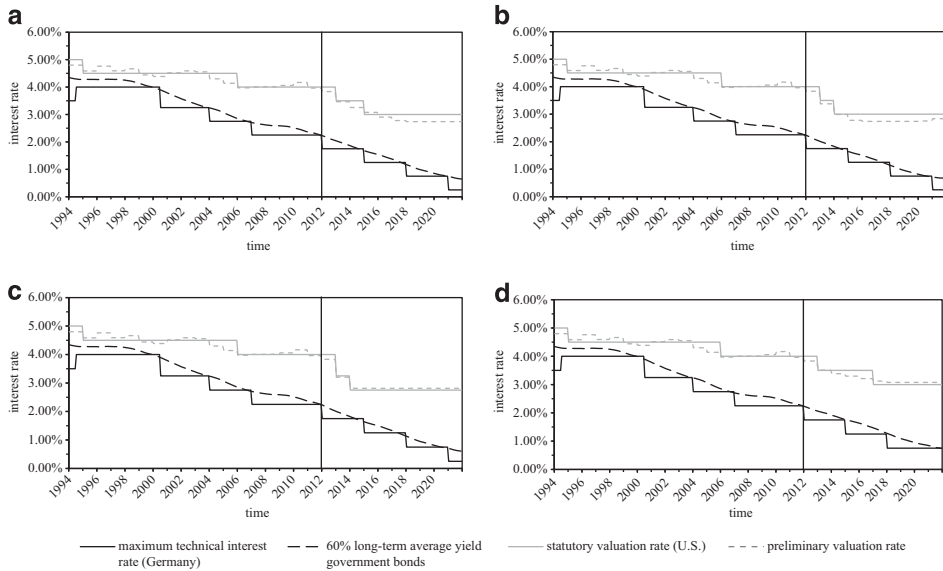 a
6.00%
5.00%
4.00%
3.00%
2.00%
1.00%
0.00%
interest rate
1994 1996 1998 2000 2002 2004 2006 2008 2010 2012 2014 2016 2018 2020
time
b
6.00%
5.00%
4.00%
3.00%
2.00%
1.00%
0.00%
interest rate
1994 1996 1998 2000 2002 2004 2006 2008 2010 2012 2014 2016 2018 2020
time
c
6.00%
5.00%
4.00%
3.00%
2.00%
1.00%
0.00%
interest rate
1994 1996 1998 2000 2002 2004 2006 2008 2010 2012 2014 2016 2018 2020
time
d
6.00%
5.00%
4.00%
3.00%
2.00%
1.00%
0.00%
interest rate
1994 1996 1998 2000 2002 2004 2006 2008 2010 2012 2014 2016 2018 2020
time
maximum technical interest
rate (Germany)
60% long-term average yield
government bonds
statutory valuation rate (U.S.)
preliminary valuation rate